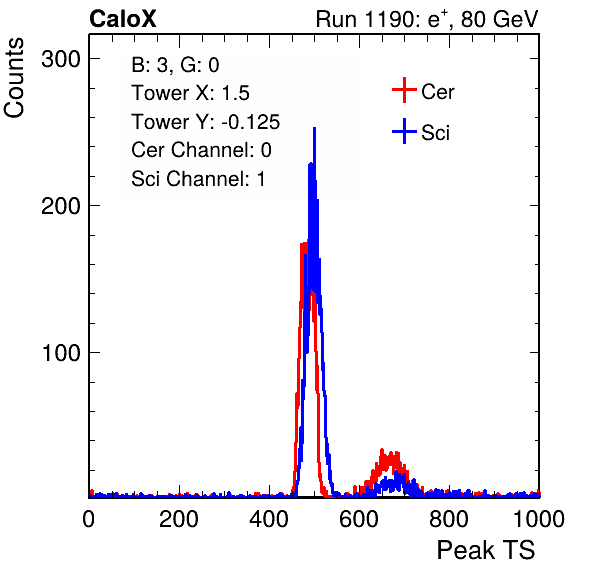 CaloX Run 1190: e⁺, 80 GeV
Counts
B: 3, G: 0
Tower X: 1.5
Tower Y: -0.125
Cer Channel: 0
Sci Channel: 1
Cer
Sci
300
200
100
0 200 400 600 800 1000
Peak TS